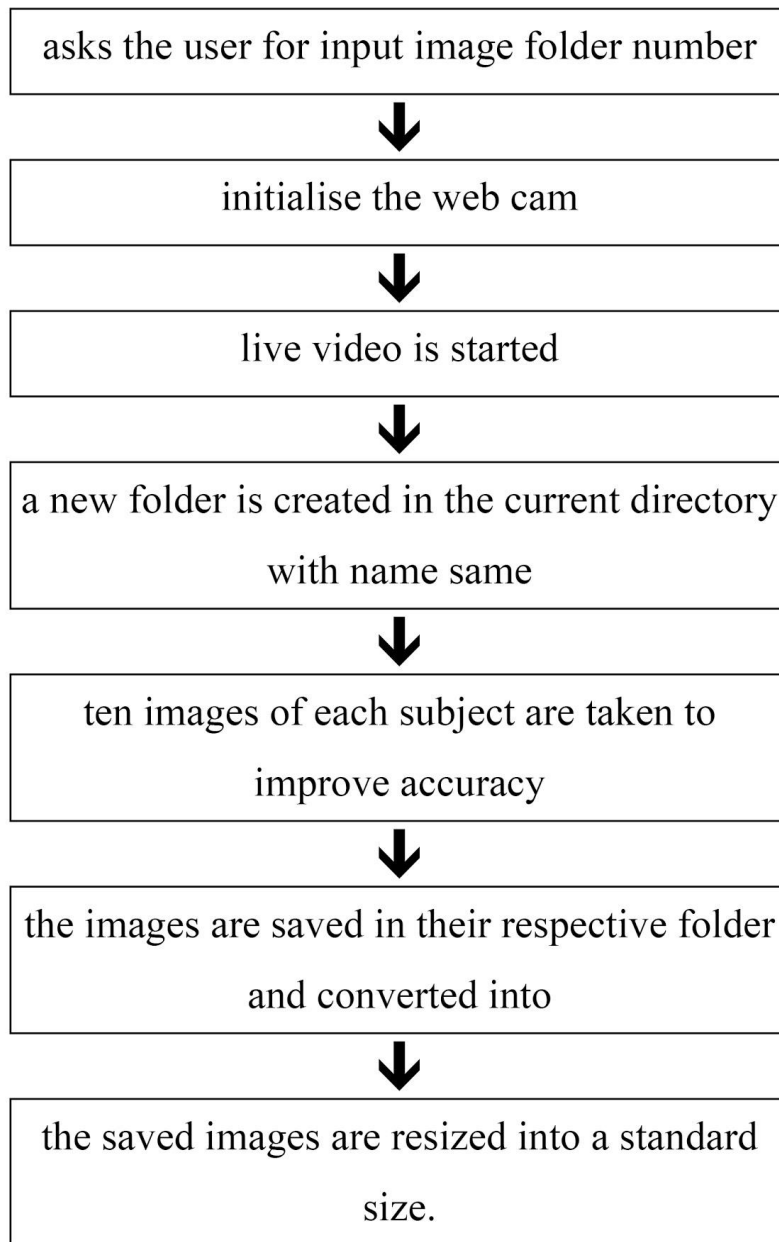 asks the user for input image folder number
initialise the web cam
live video is started
a new folder is created in the current directory
with name same
ten images of each subject are taken to
improve accuracy
the images are saved in their respective folder
and converted into
the saved images are resized into a standard
size.